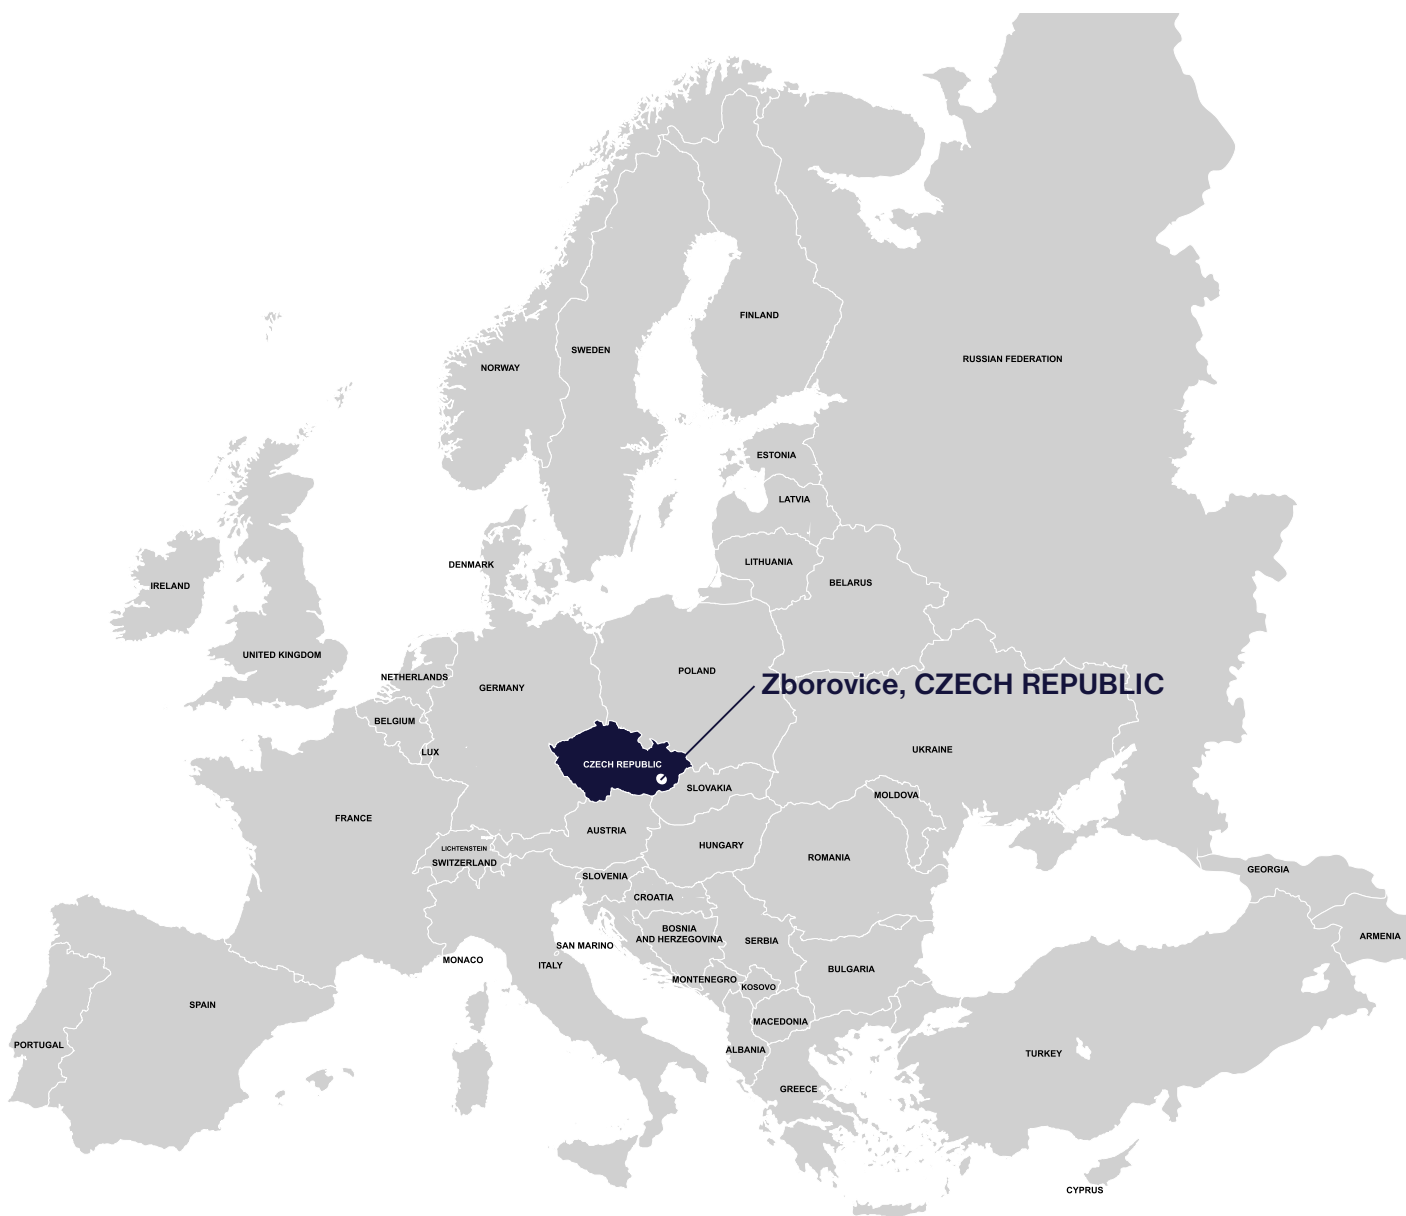 FINLAND
RUSSIAN FEDERATION
SWEDEN
NORWAY
ESTONIA
LATVIA
LITHUANIA
DENMARK
BELARUS
IRELAND
UNITED KINGDOM
NETHERLANDS
GERMANY
POLAND
Zborovice, CZECH REPUBLIC
BELGIUM
LUX
CZECH REPUBLIC
UKRAINE
SLOVAKIA
MOLDOVA
FRANCE
AUSTRIA
LICHTENSTEIN
SWITZERLAND
HUNGARY
ROMANIA
GEORGIA
SLOVENIA
CROATIA
BOSNIA
AND HERZEGOVINA
SERBIA
ARMENIA
SAN MARINO
MONACO
ITALY
BULGARIA
MONTENEGRO
KOSOVO
SPAIN
MACEDONIA
PORTUGAL
ALBANIA
TURKEY
GREECE
CYPRUS